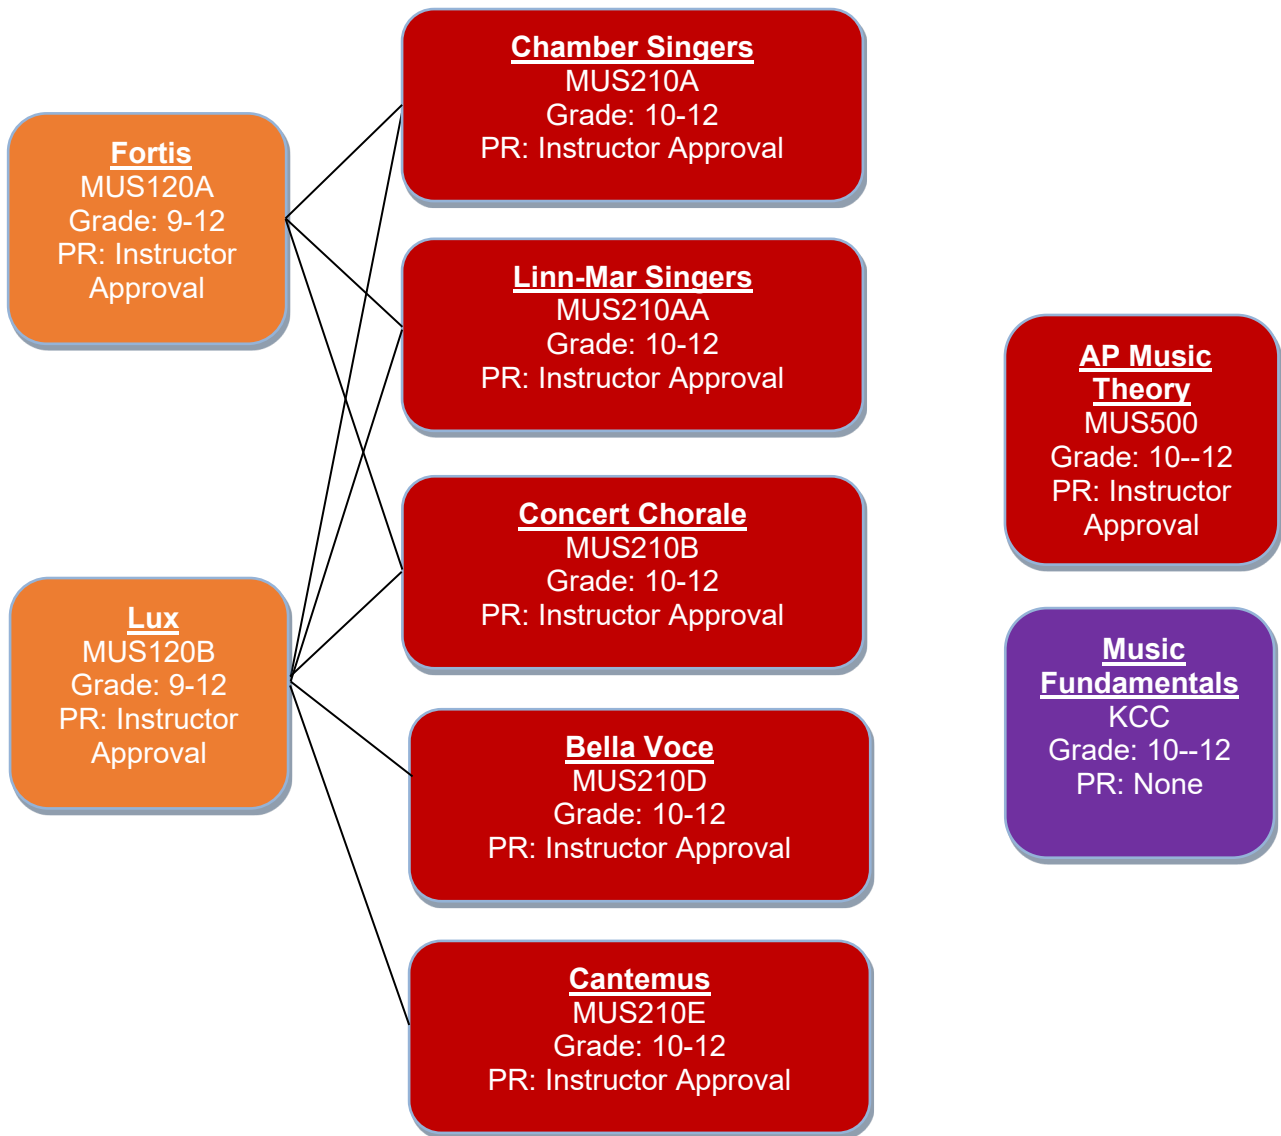 Fortis
MUS120A
Grade: 9-12
PR: Instructor
Approval
Lux
MUS120B
Grade: 9-12
PR: Instructor
Approval
Chamber Singers
MUS210A
Grade: 10-12
PR: Instructor Approval
Linn-Mar Singers
MUS210AA
Grade: 10-12
PR: Instructor Approval
Concert Chorale
MUS210B
Grade: 10-12
PR: Instructor Approval
Bella Voce
MUS210D
Grade: 10-12
PR: Instructor Approval
Cantemus
MUS210E
Grade: 10-12
PR: Instructor Approval
AP Music
Theory
MUS500
Grade: 10--12
PR: Instructor
Approval
Music
Fundamentals
KCC
Grade: 10--12
PR: None